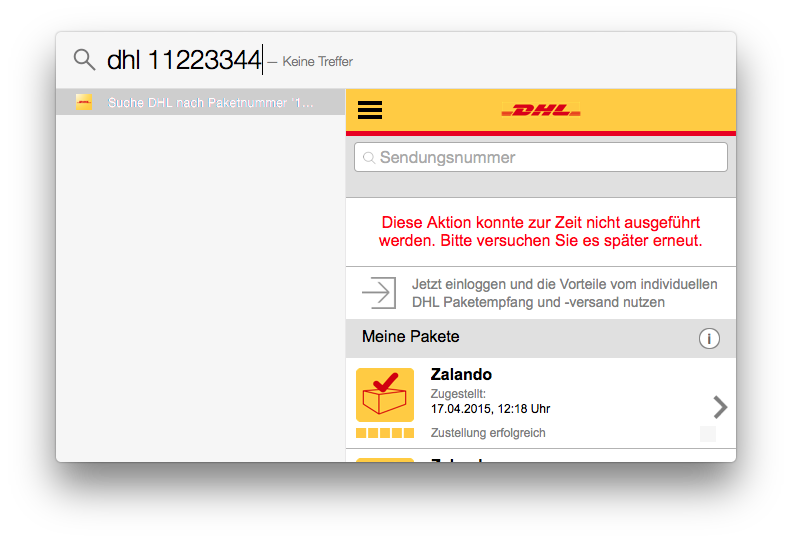 dhl 11223344 — Keine Treffer
Suche DHL nach Paketnummer '1...
DHL
Sendungsnummer
Diese Aktion konnte zur Zeit nicht ausgeführt
werden. Bitte versuchen Sie es später erneut.
Jetzt einloggen und die Vorteile vom individuellen
DHL Paketempfang und -versand nutzen
Meine Pakete
i
Zalando
Zugestellt:
17.04.2015, 12:18 Uhr
Zustellung erfolgreich